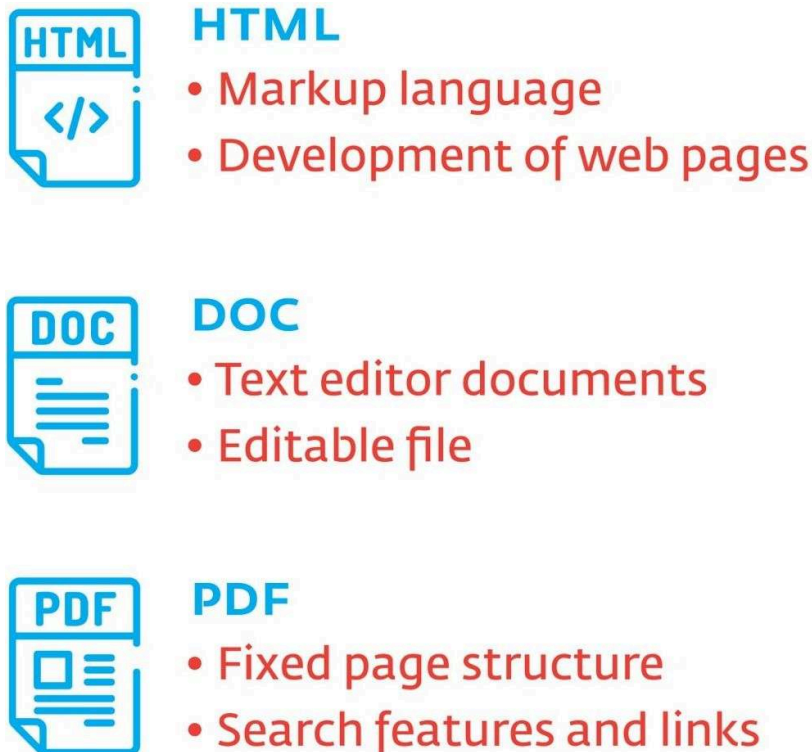 HTML
HTML
</>
• Markup language
• Development of web pages
DOC
DOC
• Text editor documents
• Editable file
PDF
PDF
• Fixed page structure
• Search features and links